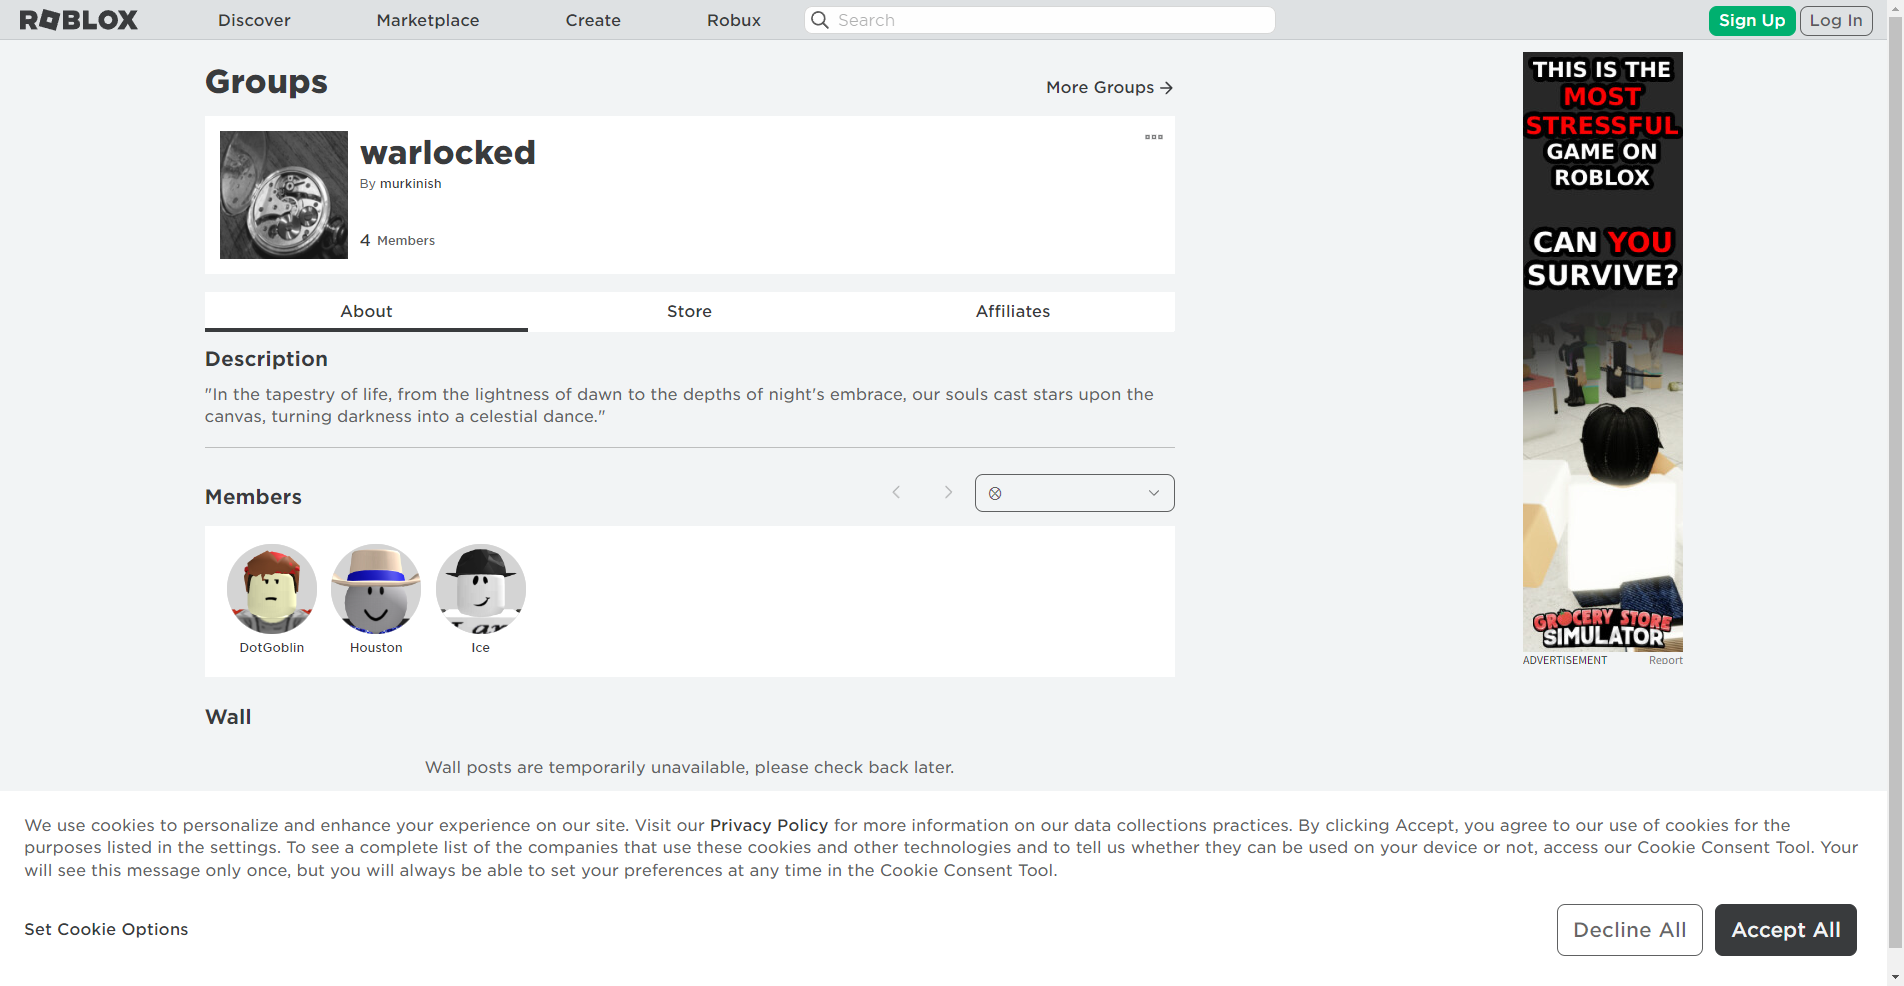 ROBLOX
Discover
Marketplace
Create
Robux
Search
Sign Up
Log In
Groups
More Groups
warlocked
By murkinish
4 Members
About
Store
Affiliates
Description
"In the tapestry of life, from the lightness of dawn to the depths of night's embrace, our souls cast stars upon the
canvas, turning darkness into a celestial dance."
Members
DotGoblin
Houston
Ice
Wall
Wall posts are temporarily unavailable, please check back later.
THIS IS THE
MOST
STRESSFUL
GAME ON
ROBLOX
CAN YOU
SURVIVE?
GROCERY STORE
SIMULATOR
ADVERTISEMENT
Report
We use cookies to personalize and enhance your experience on our site. Visit our Privacy Policy for more information on our data collections practices. By clicking Accept, you agree to our use of cookies for the
purposes listed in the settings. To see a complete list of the companies that use these cookies and other technologies and to tell us whether they can be used on your device or not, access our Cookie Consent Tool. Your
will see this message only once, but you will always be able to set your preferences at any time in the Cookie Consent Tool.
Set Cookie Options
Decline All
Accept All